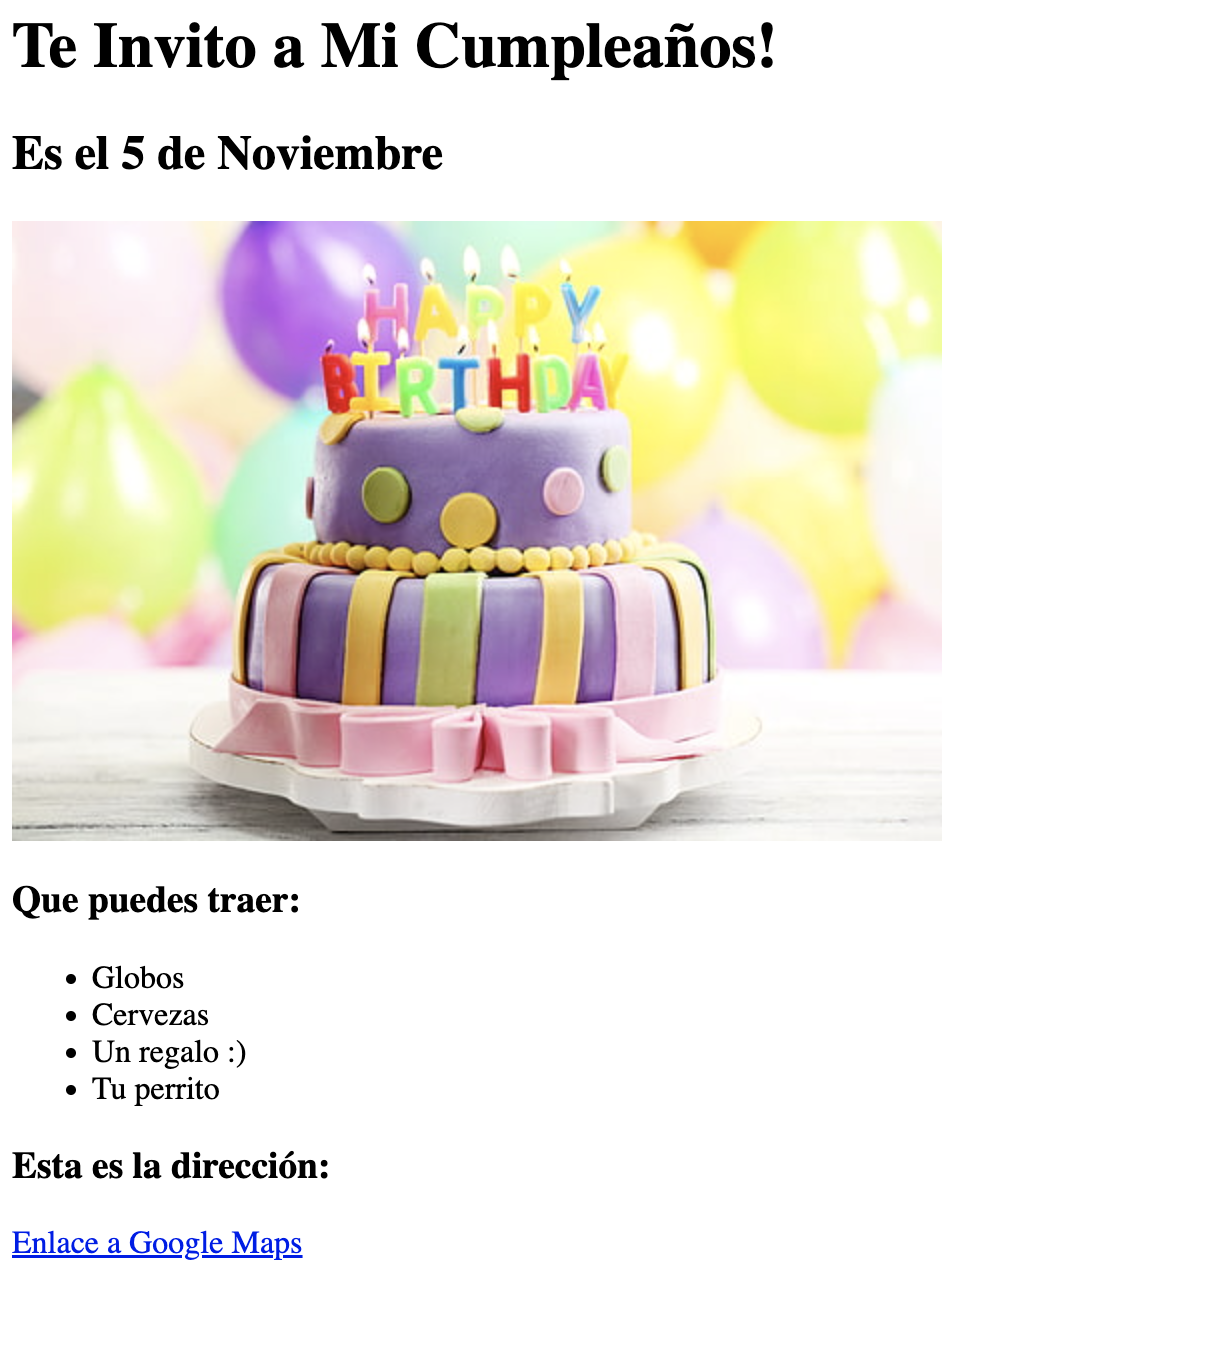 Te Invito a Mi Cumpleaños!
Es el 5 de Noviembre
HAPPY
BIRTHDAY
Que puedes traer:
Globos
Cervezas
Un regalo :)
Tu perrito
Esta es la dirección:
Enlace a Google Maps